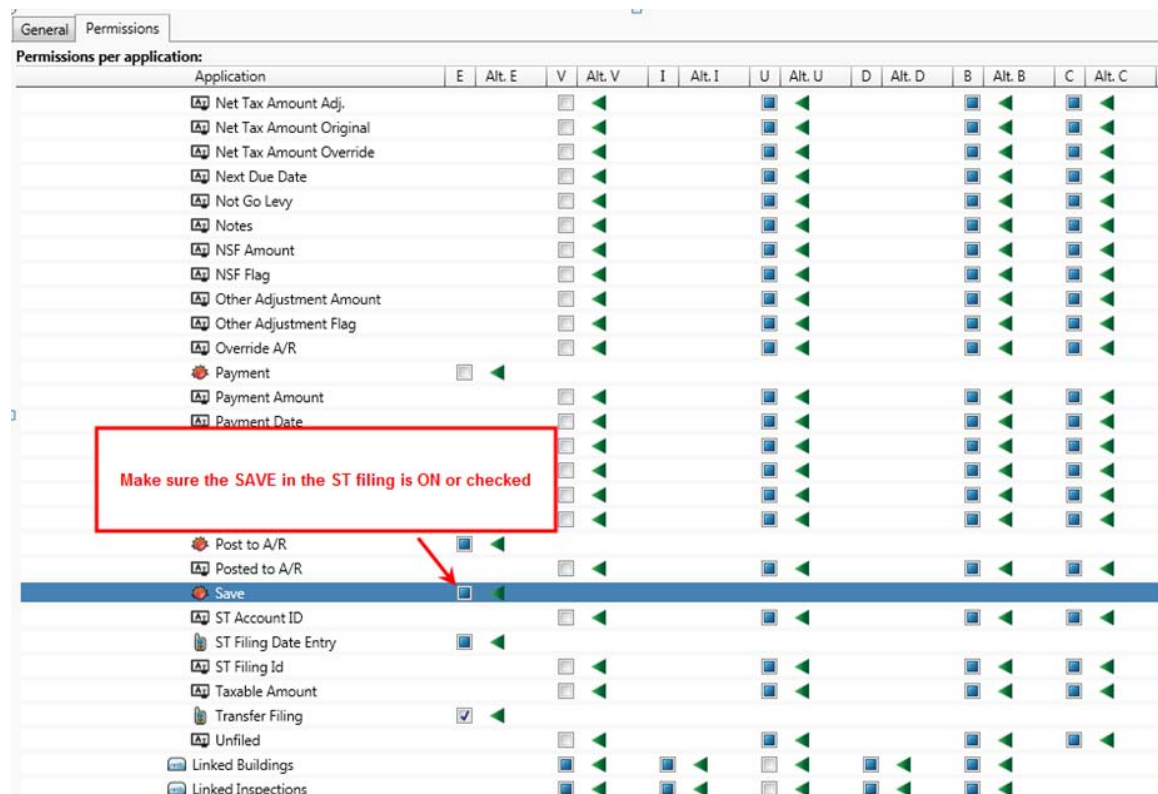 General Permissions
Permissions per application:
Application E Alt. E V Alt. V I Alt. I U Alt. U D Alt. D B Alt. B C Alt. C
Net Tax Amount Adj.
Net Tax Amount Original
Net Tax Amount Override
Next Due Date
Not Go Levy
Notes
NSF Amount
NSF Flag
Other Adjustment Amount
Other Adjustment Flag
Override A/R
Payment
Payment Amount
Payment Date
Make sure the SAVE in the ST filing is ON or checked
Post to A/R
Posted to A/R
Save
ST Account ID
ST Filing Date Entry
ST Filing Id
Taxable Amount
Transfer Filing
Unfiled
Linked Buildings
Linked Inspections